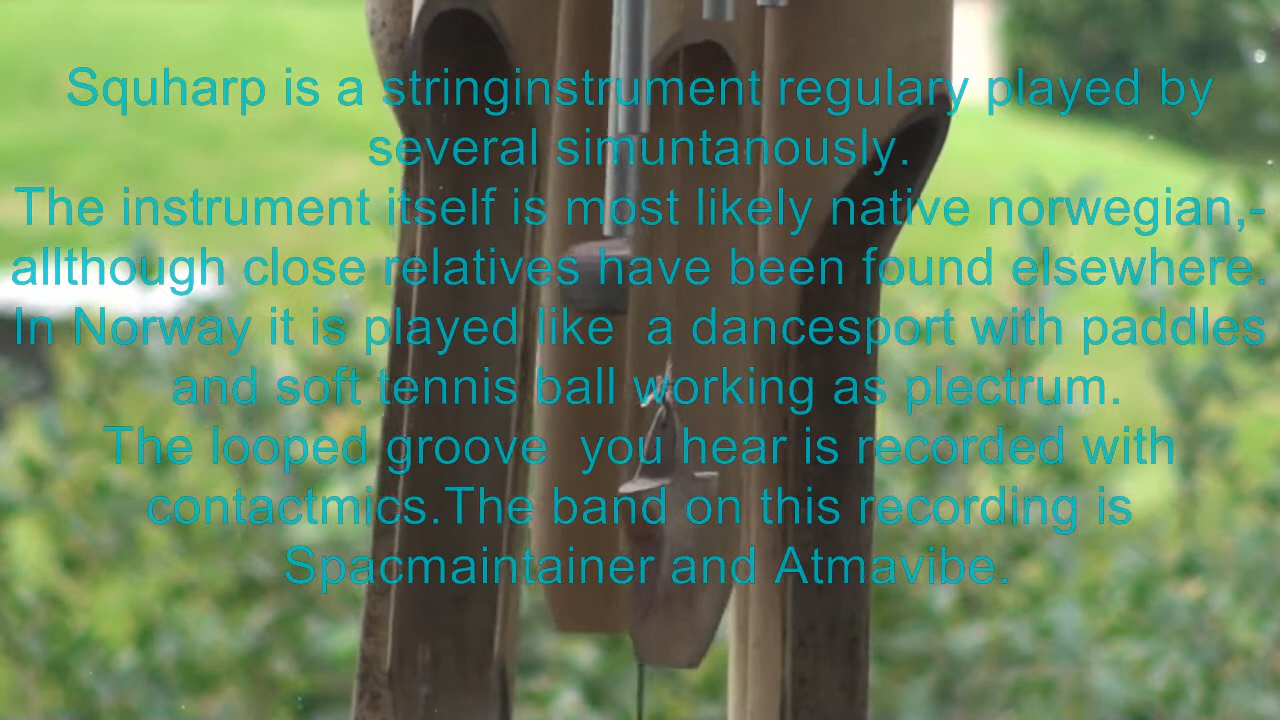 Squharp is a stringinstrument regulary played by
several simuntanously.
The instrument itself is most likely native norwegian,-
allthough close relatives have been found elsewhere.
In Norway it is played like  a dancesport with paddles
and soft tennis ball working as plectrum.
The looped groove  you hear is recorded with
contactmics.The band on this recording is
Spacmaintainer and Atmavibe.